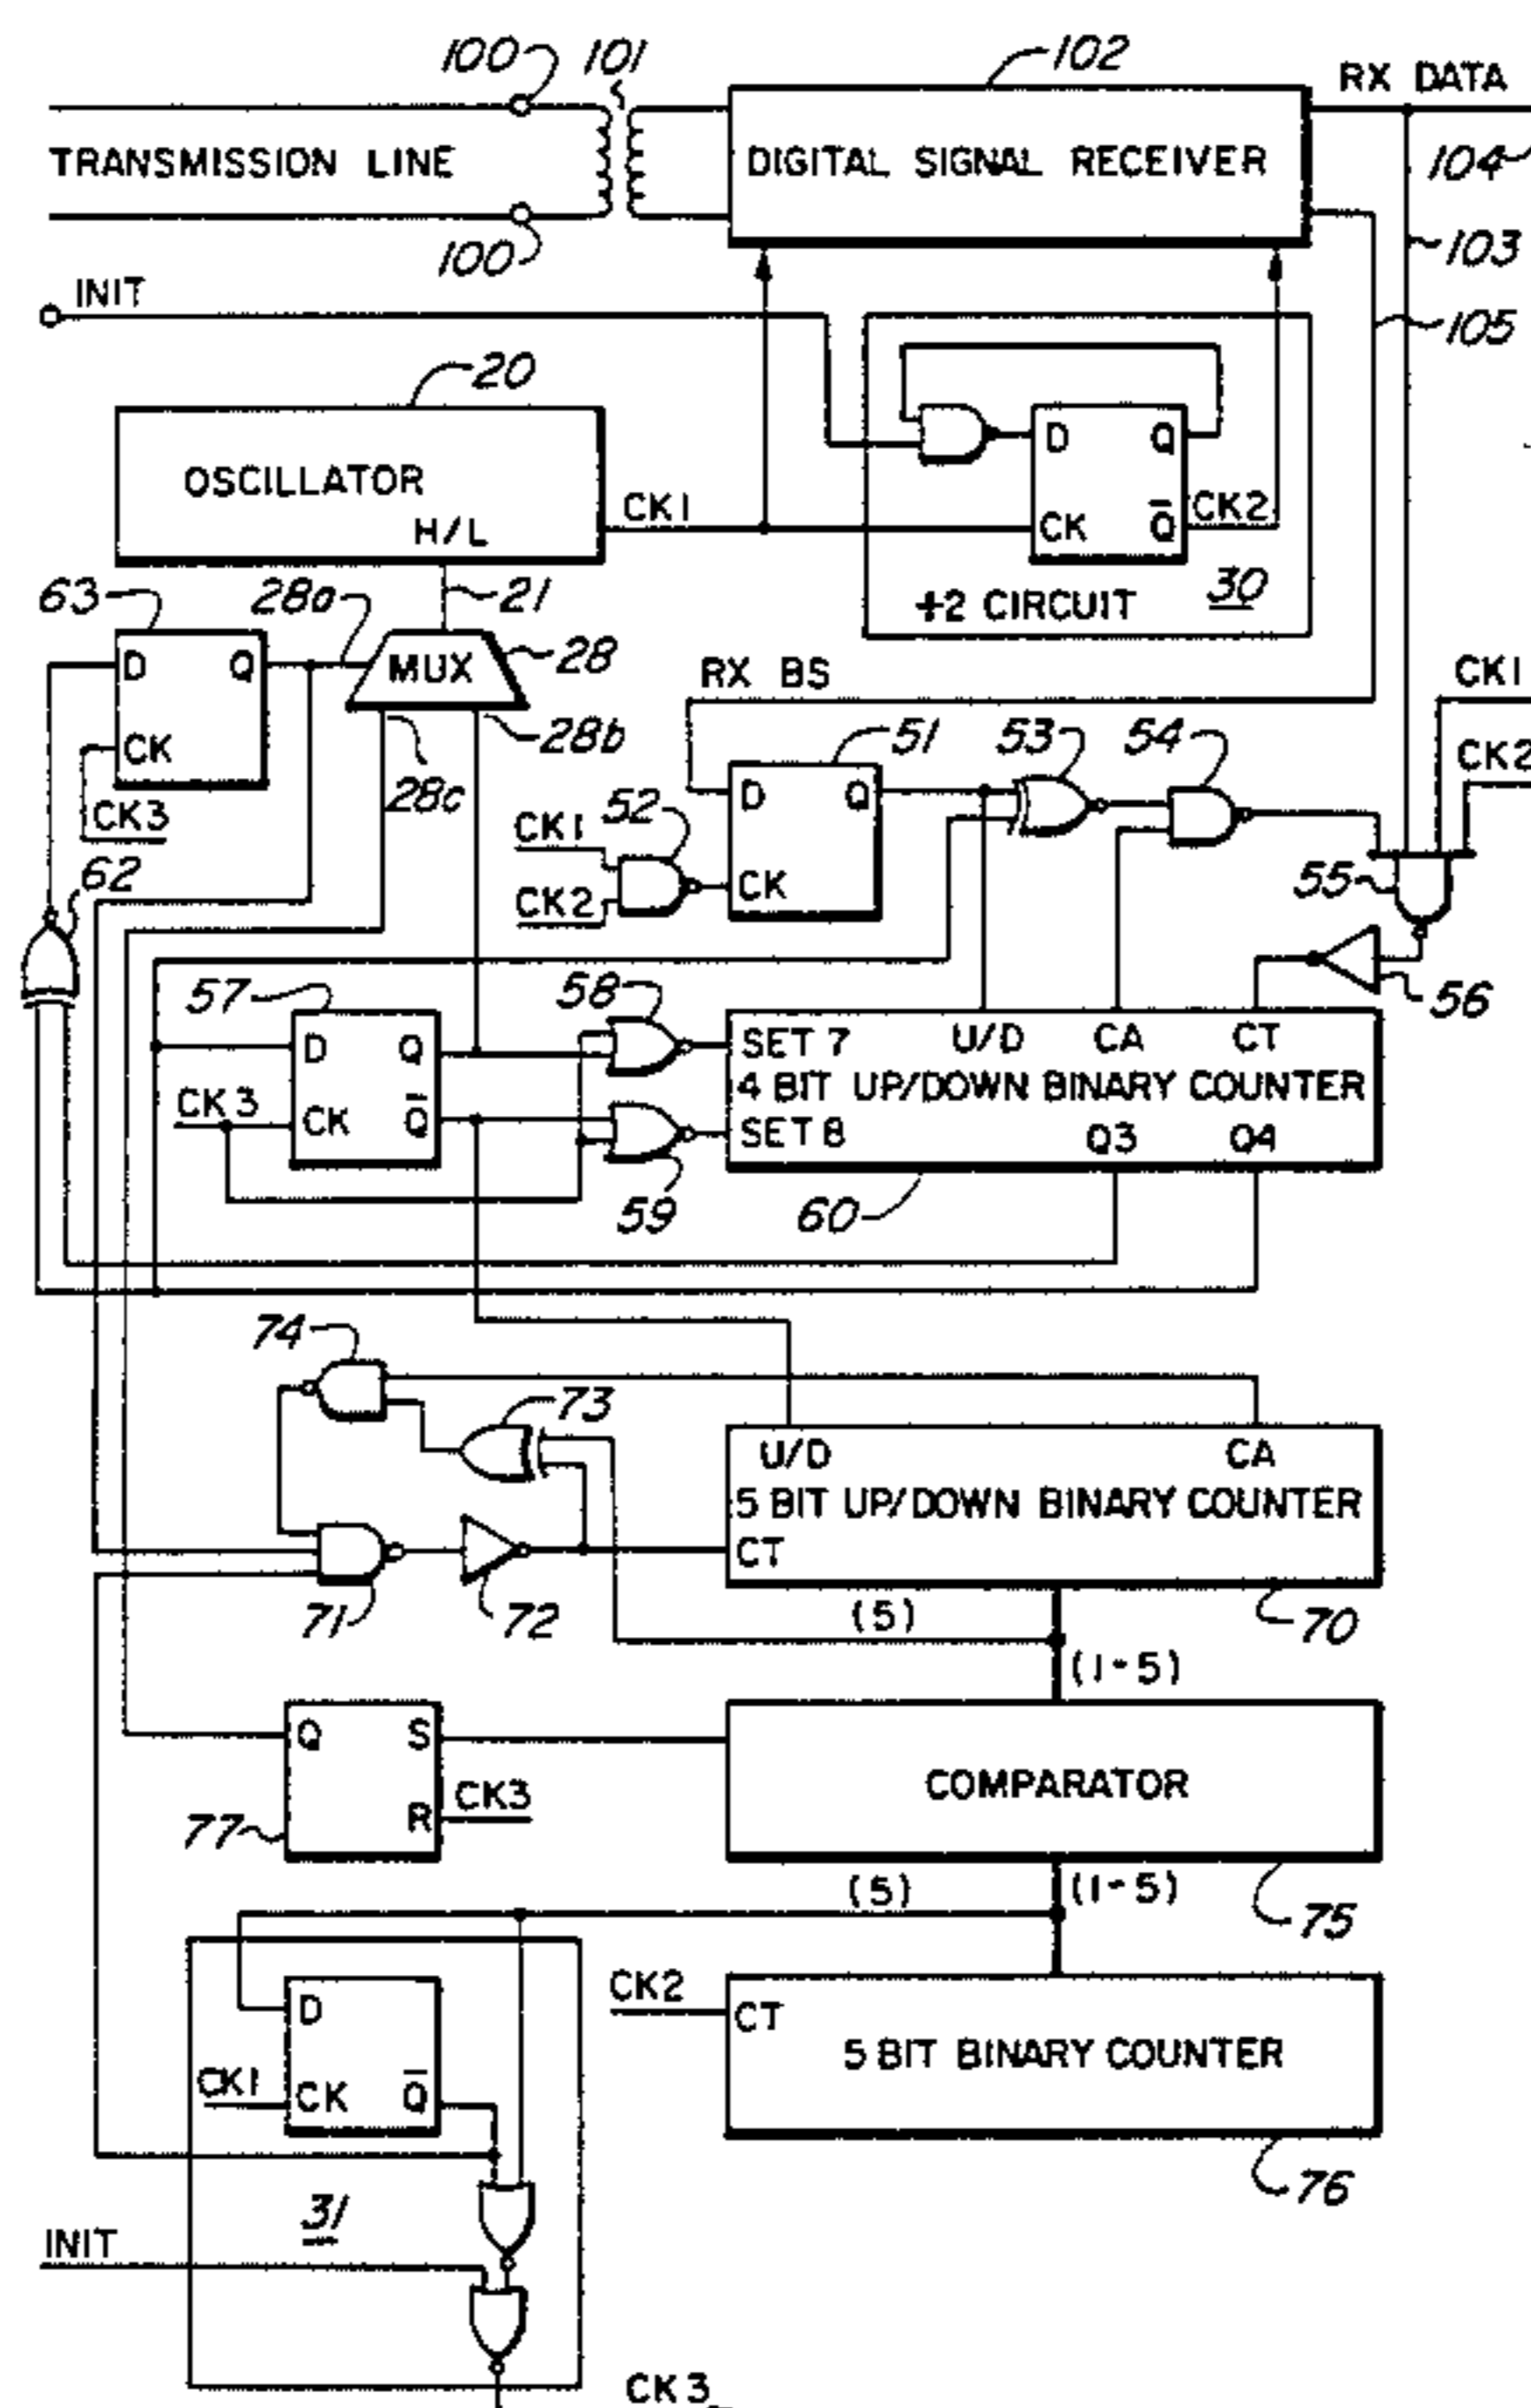 100 101 102 RX DATA
TRANSMISSION LINE DIGITAL SIGNAL RECEIVER 104
100 103
INIT 105
20
D Q
OSCILLATOR CK1 CK2
H/L CK Q
63 28a 21 ÷2 CIRCUIT 30
D Q MUX 28 RX BS CK1
CK 28b 51 53 54 CK2
28c D Q
CK3 CK1 52
62 CK2 CK 55
57 58 56
D Q SET 7 U/D CA CT
CK3 CK Q 4 BIT UP/DOWN BINARY COUNTER
SET 8 Q3 Q4
59 60
74
73
U/D CA
5 BIT UP/DOWN BINARY COUNTER
CT
71 72 (5) 70
(1-5)
Q S
COMPARATOR
CK3
77 R
(5) (1-5) 75
CK2
D CT
5 BIT BINARY COUNTER
CK1 CK Q
76
31
INIT
CK3